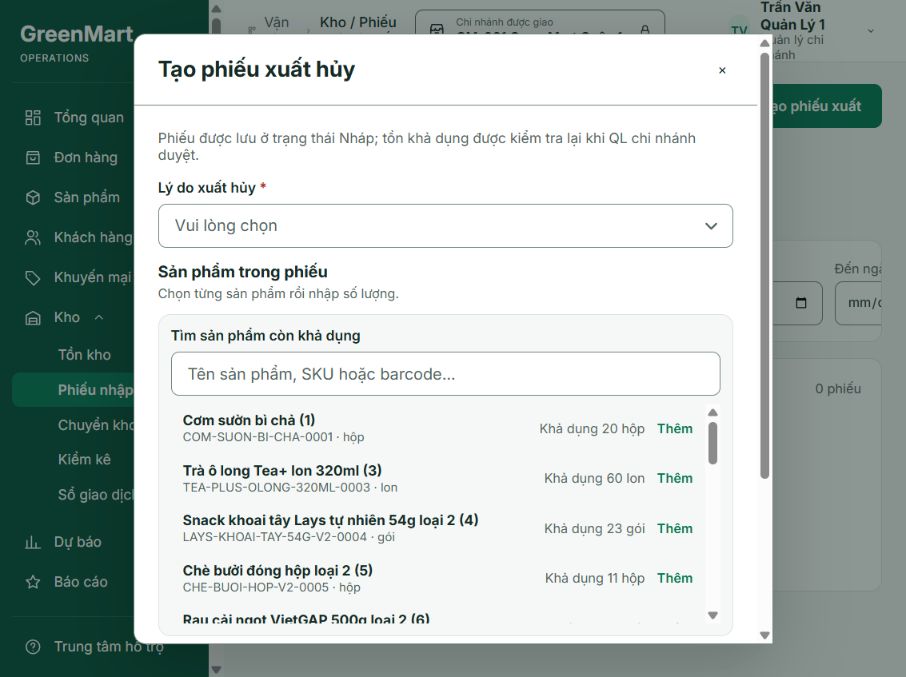 GreenMart
OPERATIONS
Tổng quan
Đơn hàng
Sản phẩm
Khách hàng
Khuyến mại
Kho
Tồn kho
Phiếu nhập
Chuyển kho
Kiểm kê
Sổ giao dịch
Dự báo
Báo cáo
Trung tâm hỗ trợ
Vận
Kho / Phiếu
Chi nhánh được giao
TV
Trần Văn
Quản Lý 1
Quản lý chi
nhánh
Tạo phiếu xuất hủy
×
Phiếu được lưu ở trạng thái Nháp; tồn khả dụng được kiểm tra lại khi QL chi nhánh
duyệt.
Lý do xuất hủy *
Vui lòng chọn
Sản phẩm trong phiếu
Chọn từng sản phẩm rồi nhập số lượng.
Tìm sản phẩm còn khả dụng
Tên sản phẩm, SKU hoặc barcode...
Cơm sườn bì chả (1)
COM-SUON-BI-CHA-0001 · hộp
Khả dụng 20 hộp Thêm
Trà ô long Tea+ lon 320ml (3)
TEA-PLUS-OLONG-320ML-0003 · lon
Khả dụng 60 lon Thêm
Snack khoai tây Lays tự nhiên 54g loại 2 (4)
LAYS-KHOAI-TAY-54G-V2-0004 · gói
Khả dụng 23 gói Thêm
Chè bưởi đóng hộp loại 2 (5)
CHE-BUOI-HOP-V2-0005 · hộp
Khả dụng 11 hộp Thêm
Rau cải ngọt VietGAP 500g loại 2 (6)
ạo phiếu xuất
Đến ngà
mm/d
0 phiếu